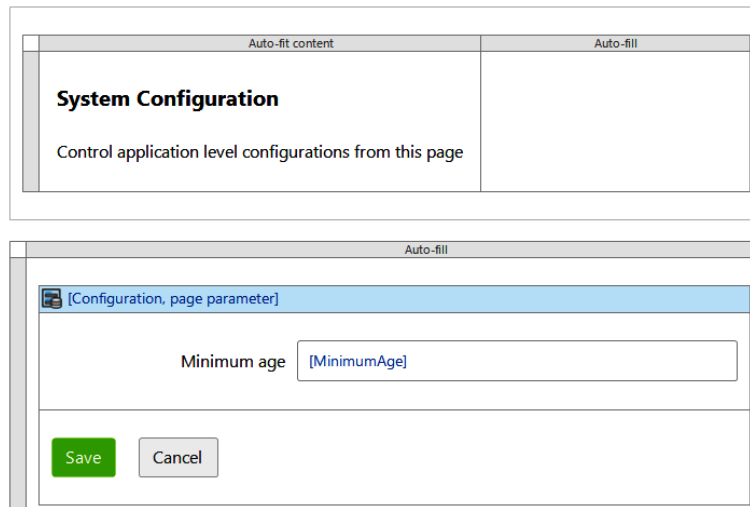 Auto-fit content Auto-fill
System Configuration
Control application level configurations from this page
Auto-fill
[Configuration, page parameter]
Minimum age [MinimumAge]
Save Cancel